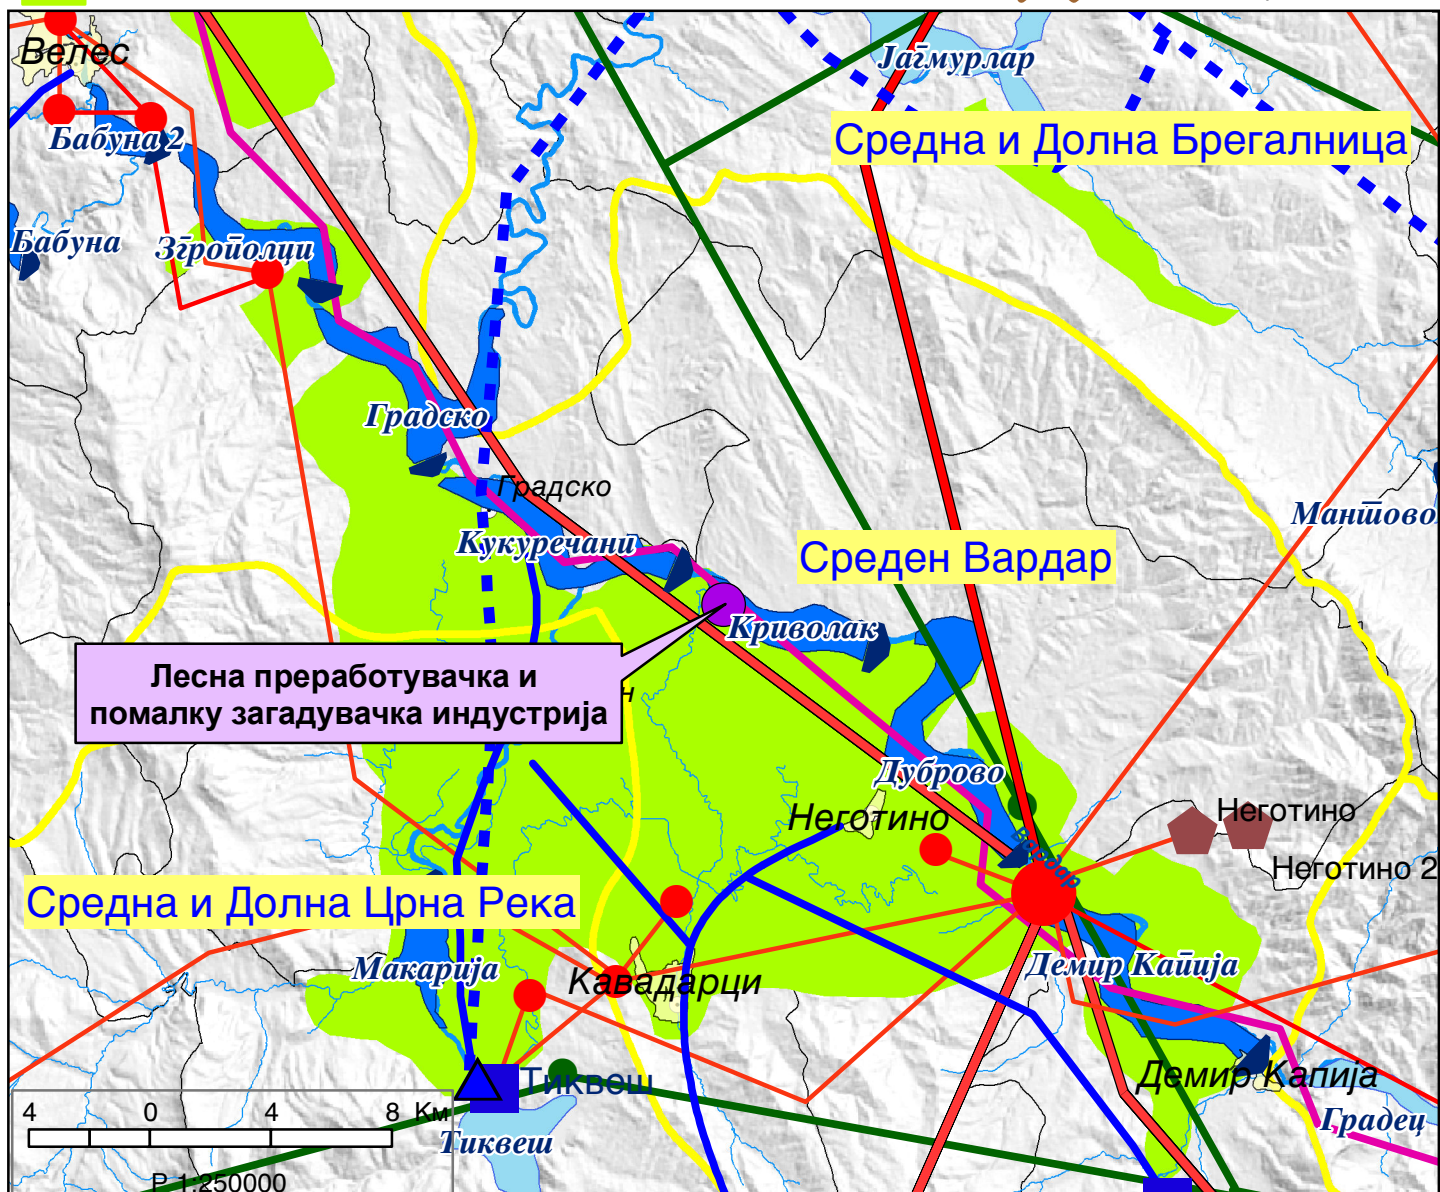 Велес
Јагмурлар
Бабуна 2
Средна и Долна Брегалница
Бабуна
Згрополци
Градско
Градско
Мантово
Кукуречани
Среден Вардар
Криволак
Лесна преработувачка и
помалку загадувачка индустрија
н
Дуброво
Неготино
Неготино
Вардар
Неготино 2
Средна и Долна Црна Река
Макарија
Кавадарци
Демир Капија
Тиквеш
Демир Капија
4 0 4 8 Км
Градец
Тиквеш
Р 1:250000